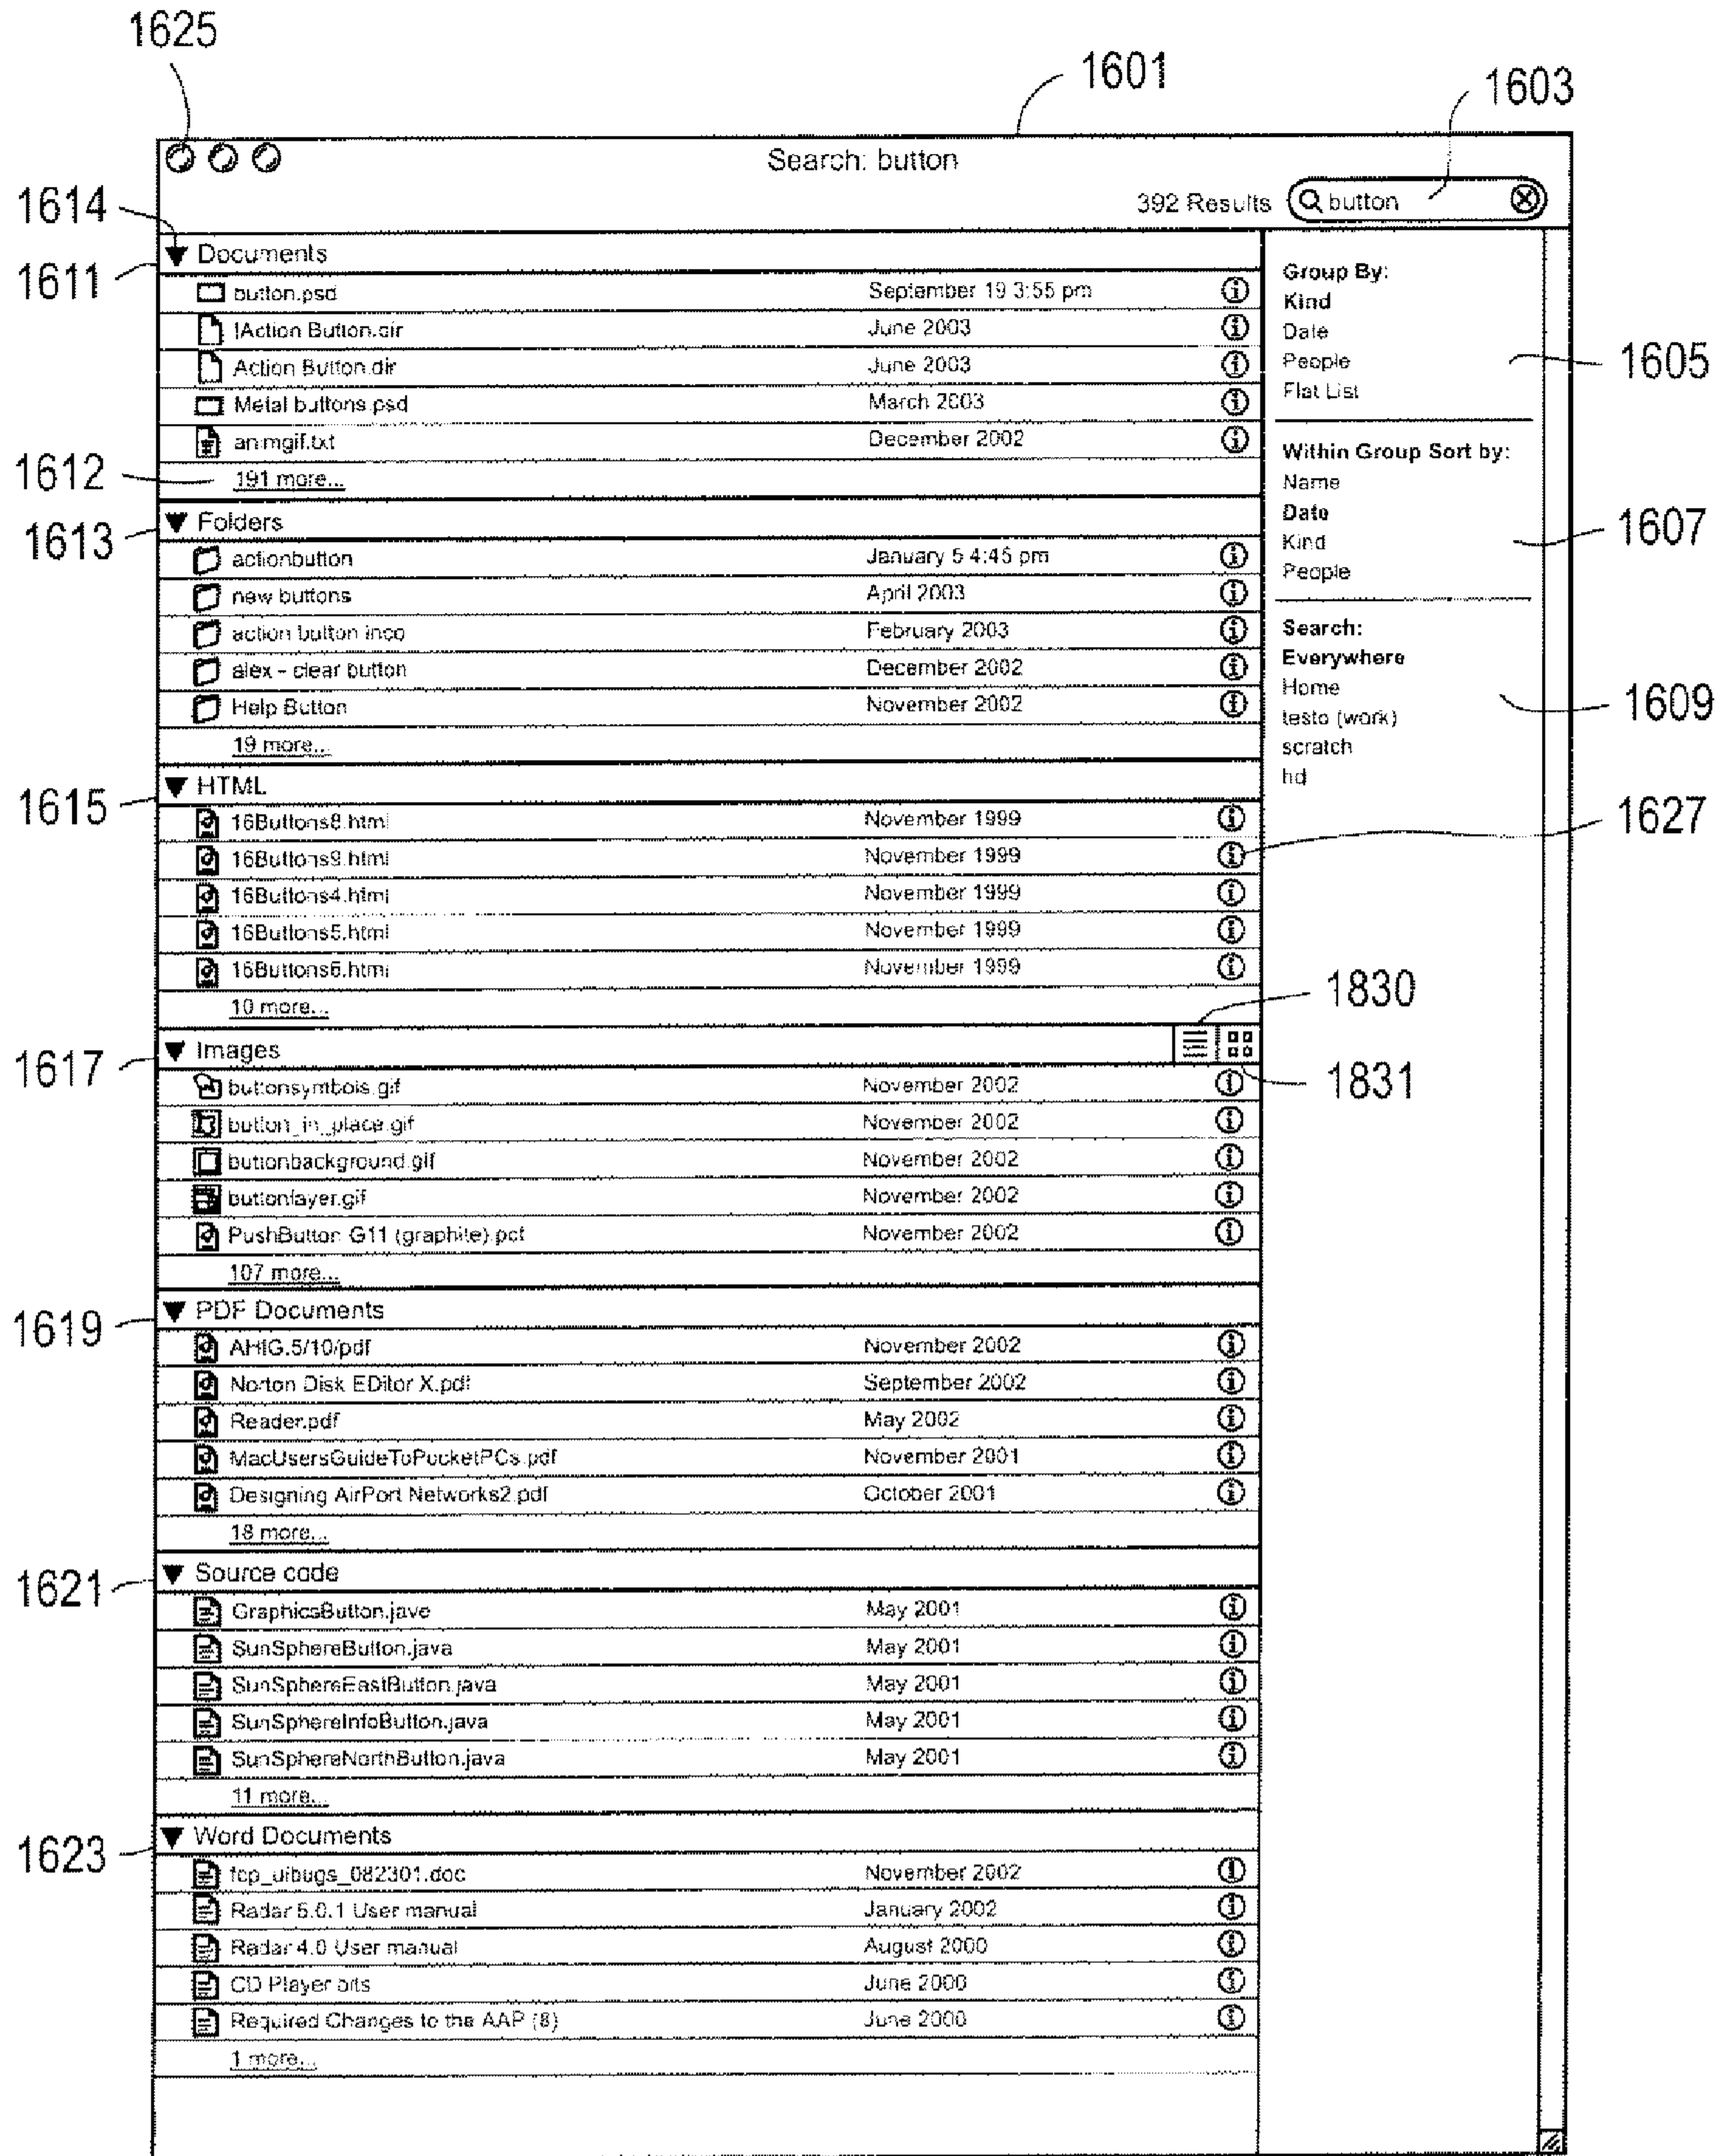 1625
1601
1603
Search: button
392 Results button
1614
1611
Documents
button.psd September 19 3:55 pm
!Action Button.dir June 2003
Action Button.dir June 2003
Metal buttons.psd March 2003
animgif.txt December 2002
1612
191 more...
1613
Folders
actionbutton January 5 4:45 pm
new buttons April 2003
action button inco February 2003
alex - clear button December 2002
Help Button November 2002
19 more...
1615
HTML
16Buttons8.html November 1999
16Buttons9.html November 1999
16Buttons4.html November 1999
16Buttons5.html November 1999
16Buttons6.html November 1999
10 more...
1617
Images
buttonsymbols.gif November 2002
button_in_place.gif November 2002
buttonbackground.gif November 2002
buttonlayer.gif November 2002
PushButton G11 (graphite).pct November 2002
107 more...
1619
PDF Documents
AHIG.5/10/pdf November 2002
Norton Disk EDitor X.pdf September 2002
Reader.pdf May 2002
MacUsersGuideToPocketPCs.pdf November 2001
Designing AirPort Networks2.pdf October 2001
18 more...
1621
Source code
GraphicsButton.jave May 2001
SunSphereButton.java May 2001
SunSphereEastButton.java May 2001
SunSphereInfoButton.java May 2001
SunSphereNorthButton.java May 2001
11 more...
1623
Word Documents
fcp_uibugs_082301.doc November 2002
Radar 5.0.1 User manual January 2002
Radar 4.0 User manual August 2000
CD Player bits June 2000
Required Changes to the AAP (8) June 2000
1 more...
Group By:
Kind
Date
People
Flat List
1605
Within Group Sort by:
Name
Date
Kind
People
1607
Search:
Everywhere
Home
testo (work)
scratch
hd
1609
1627
1830
1831